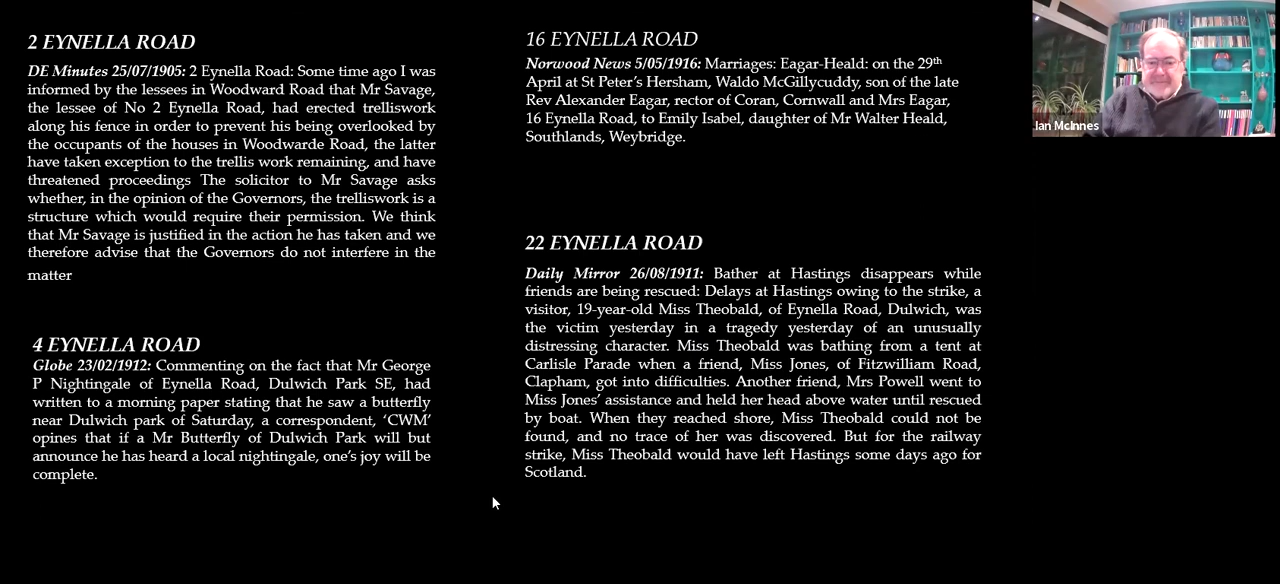 2 EYNELLA ROAD
DE Minutes 25/07/1905: 2 Eynella Road: Some time ago I was
informed by the lessees in Woodward Road that Mr Savage,
the lessee of No 2 Eynella Road, had erected trelliswork
along his fence in order to prevent his being overlooked by
the occupants of the houses in Woodwarde Road, the latter
have taken exception to the trellis work remaining, and have
threatened proceedings The solicitor to Mr Savage asks
whether, in the opinion of the Governors, the trelliswork is a
structure which would require their permission. We think
that Mr Savage is justified in the action he has taken and we
therefore advise that the Governors do not interfere in the
matter
4 EYNELLA ROAD
Globe 23/02/1912: Commenting on the fact that Mr George
P Nightingale of Eynella Road, Dulwich Park SE, had
written to a morning paper stating that he saw a butterfly
near Dulwich park of Saturday, a correspondent, ‘CWM’
opines that if a Mr Butterfly of Dulwich Park will but
announce he has heard a local nightingale, one’s joy will be
complete.
16 EYNELLA ROAD
Norwood News 5/05/1916: Marriages: Eagar-Heald: on the 29th
April at St Peter’s Hersham, Waldo McGillycuddy, son of the late
Rev Alexander Eagar, rector of Coran, Cornwall and Mrs Eagar,
16 Eynella Road, to Emily Isabel, daughter of Mr Walter Heald,
Southlands, Weybridge.
22 EYNELLA ROAD
Daily Mirror 26/08/1911: Bather at Hastings disappears while
friends are being rescued: Delays at Hastings owing to the strike, a
visitor, 19-year-old Miss Theobald, of Eynella Road, Dulwich, was
the victim yesterday in a tragedy yesterday of an unusually
distressing character. Miss Theobald was bathing from a tent at
Carlisle Parade when a friend, Miss Jones, of Fitzwilliam Road,
Clapham, got into difficulties. Another friend, Mrs Powell went to
Miss Jones’ assistance and held her head above water until rescued
by boat. When they reached shore, Miss Theobald could not be
found, and no trace of her was discovered. But for the railway
strike, Miss Theobald would have left Hastings some days ago for
Scotland.
Ian McInnes